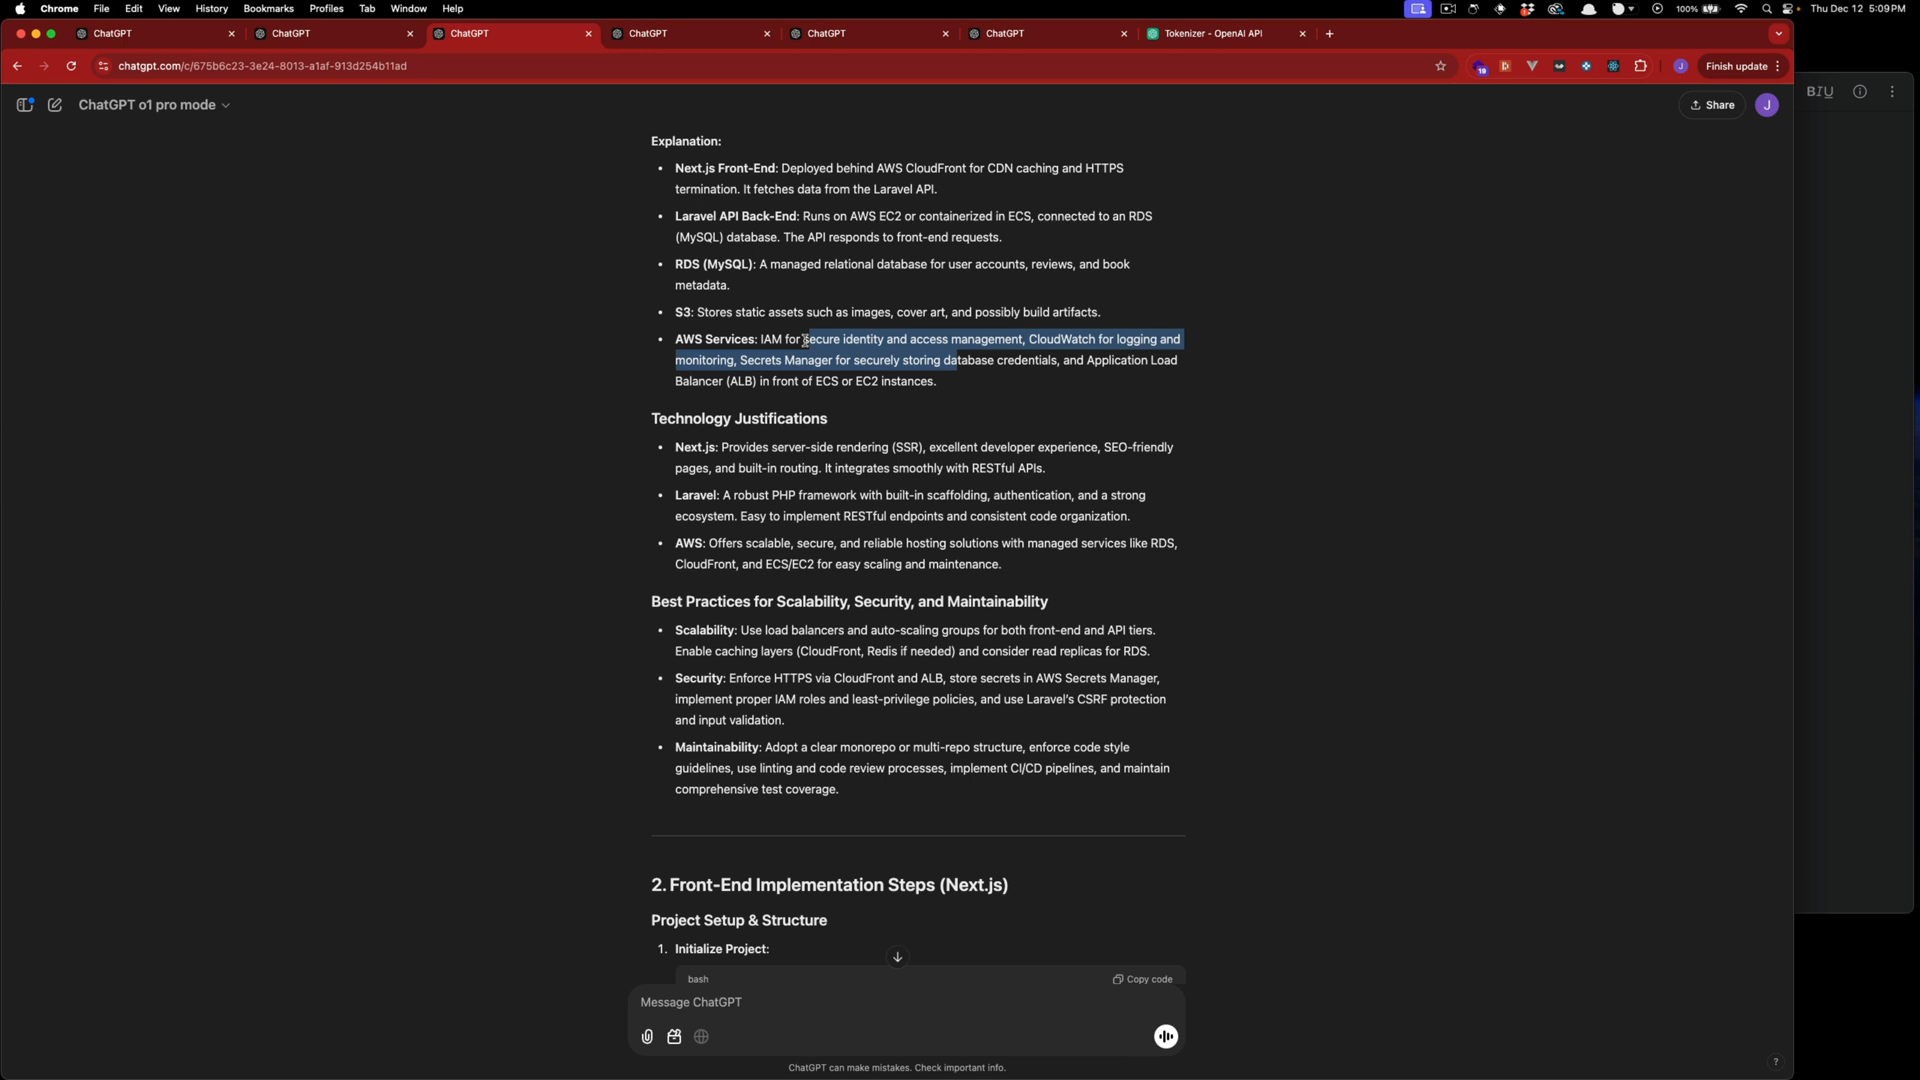 Chrome File Edit View History Bookmarks Profiles Tab Window Help 100% Thu Dec 12 5:09 PM
ChatGPT ChatGPT ChatGPT ChatGPT ChatGPT ChatGPT Tokenizer - OpenAI API
chatgpt.com/c/675b6c23-3e24-8013-a1af-913d254b11ad 19 J Finish update
ChatGPT o1 pro mode Share J BIU
Explanation:
• Next.js Front-End: Deployed behind AWS CloudFront for CDN caching and HTTPS
termination. It fetches data from the Laravel API.
• Laravel API Back-End: Runs on AWS EC2 or containerized in ECS, connected to an RDS
(MySQL) database. The API responds to front-end requests.
• RDS (MySQL): A managed relational database for user accounts, reviews, and book
metadata.
• S3: Stores static assets such as images, cover art, and possibly build artifacts.
• AWS Services: IAM for secure identity and access management, CloudWatch for logging and
monitoring, Secrets Manager for securely storing database credentials, and Application Load
Balancer (ALB) in front of ECS or EC2 instances.
Technology Justifications
• Next.js: Provides server-side rendering (SSR), excellent developer experience, SEO-friendly
pages, and built-in routing. It integrates smoothly with RESTful APIs.
• Laravel: A robust PHP framework with built-in scaffolding, authentication, and a strong
ecosystem. Easy to implement RESTful endpoints and consistent code organization.
• AWS: Offers scalable, secure, and reliable hosting solutions with managed services like RDS,
CloudFront, and ECS/EC2 for easy scaling and maintenance.
Best Practices for Scalability, Security, and Maintainability
• Scalability: Use load balancers and auto-scaling groups for both front-end and API tiers.
Enable caching layers (CloudFront, Redis if needed) and consider read replicas for RDS.
• Security: Enforce HTTPS via CloudFront and ALB, store secrets in AWS Secrets Manager,
implement proper IAM roles and least-privilege policies, and use Laravel's CSRF protection
and input validation.
• Maintainability: Adopt a clear monorepo or multi-repo structure, enforce code style
guidelines, use linting and code review processes, implement CI/CD pipelines, and maintain
comprehensive test coverage.
2. Front-End Implementation Steps (Next.js)
Project Setup & Structure
1. Initialize Project:
bash Copy code
Message ChatGPT
ChatGPT can make mistakes. Check important info. ?